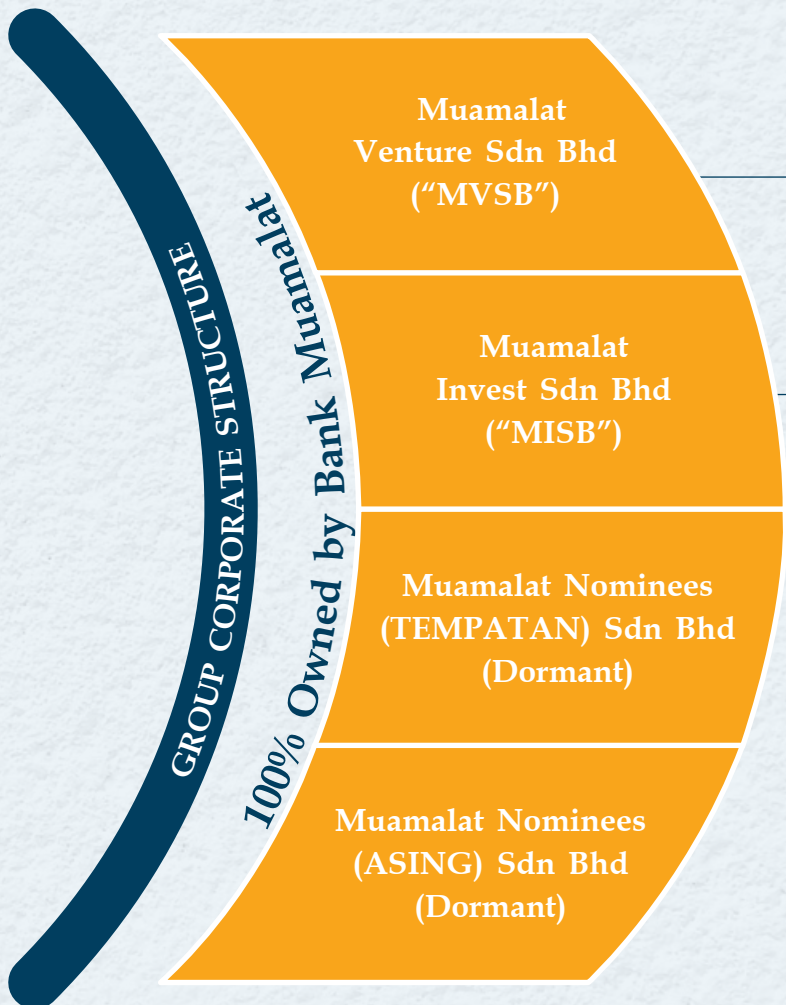 GROUP CORPORATE STRUCTURE
100% Owned by Bank Muamalat
Muamalat
Venture Sdn Bhd
(“MVSB”)
Muamalat
Invest Sdn Bhd
(“MISB”)
Muamalat Nominees
(TEMPATAN) Sdn Bhd
(Dormant)
Muamalat Nominees
(ASING) Sdn Bhd
(Dormant)